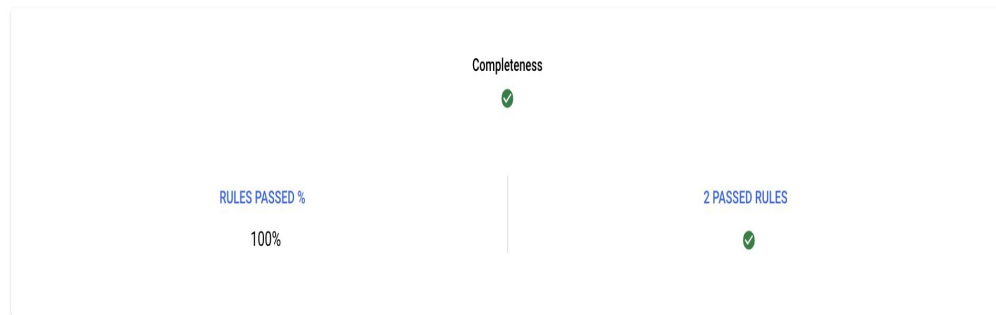 Completeness
RULES PASSED %
2 PASSED RULES
100%